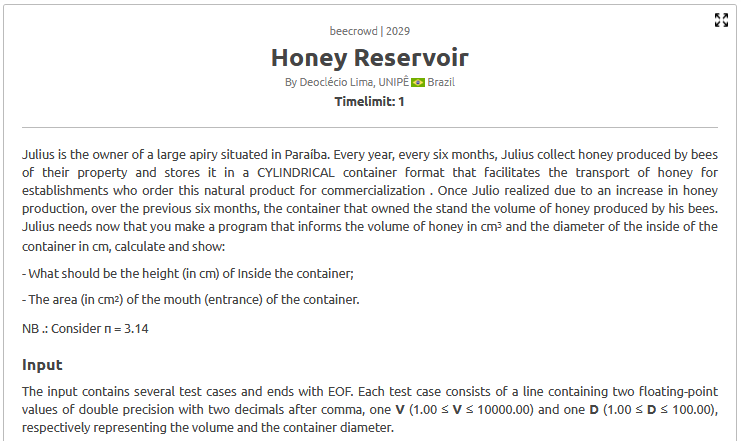 beecrowd | 2029
Honey Reservoir
By Deoclécio Lima, UNIPÊ Brazil
Timelimit: 1
Julius is the owner of a large apiry situated in Paraíba. Every year, every six months, Julius collect honey produced by bees
of their property and stores it in a CYLINDRICAL container format that facilitates the transport of honey for
establishments who order this natural product for commercialization . Once Julio realized due to an increase in honey
production, over the previous six months, the container that owned the stand the volume of honey produced by his bees.
Julius needs now that you make a program that informs the volume of honey in cm³ and the diameter of the inside of the
container in cm, calculate and show:
- What should be the height (in cm) of Inside the container;
- The area (in cm²) of the mouth (entrance) of the container.
NB .: Consider п = 3.14
Input
The input contains several test cases and ends with EOF. Each test case consists of a line containing two floating-point
values of double precision with two decimals after comma, one V (1.00 ≤ V ≤ 10000.00) and one D (1.00 ≤ D ≤ 100.00),
respectively representing the volume and the container diameter.